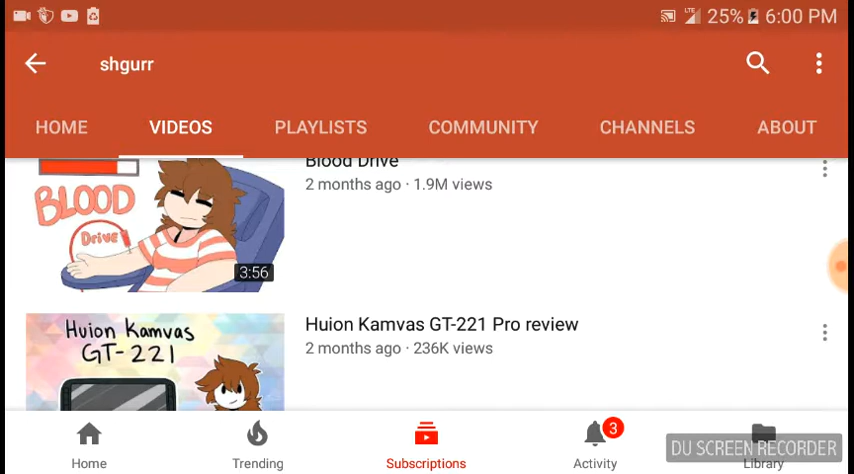 LTE 25% 6:00 PM
shgurr
HOME VIDEOS PLAYLISTS COMMUNITY CHANNELS ABOUT
Blood Drive
2 months ago · 1.9M views
BLOOD
Drive
3:56
Huion Kamvas GT-221 Pro review
2 months ago · 236K views
Huion Kamvas
GT-221
3
Home Trending Subscriptions Activity Library
DU SCREEN RECORDER